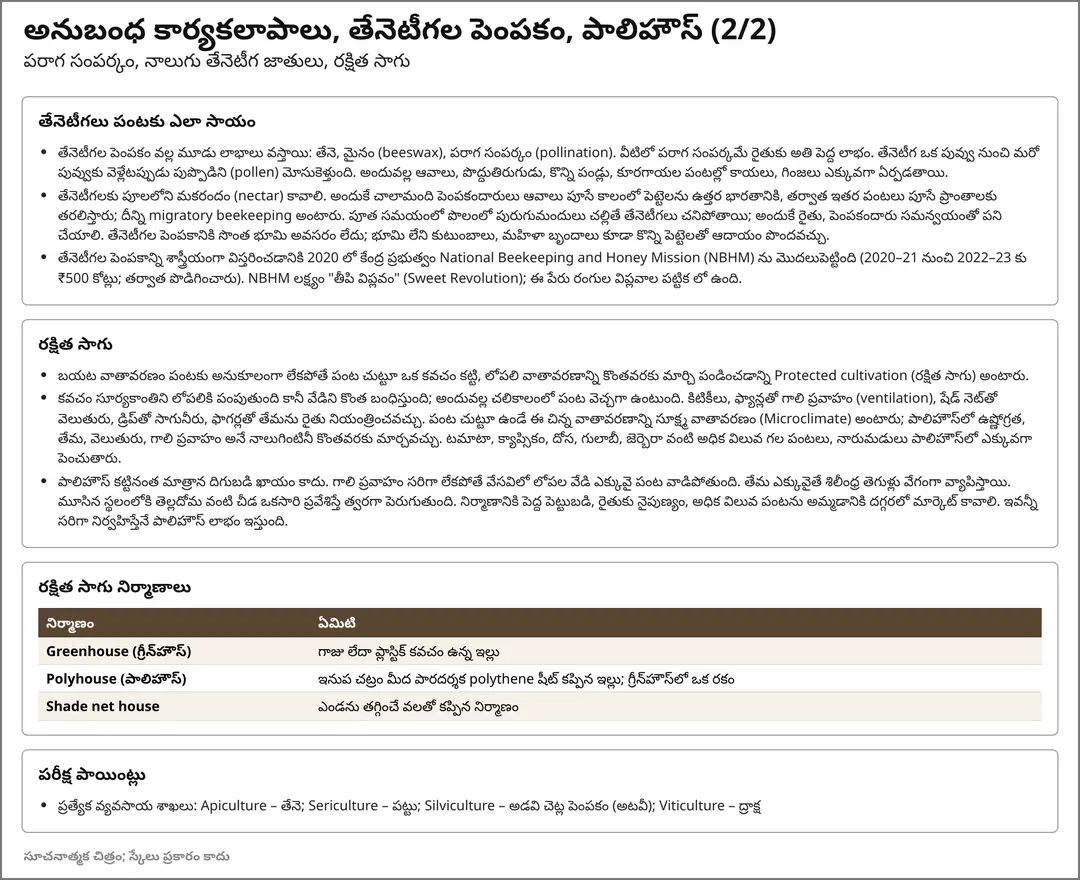 అనుబంధ కార్యకలాపాలు, తేనెటీగల పెంపకం, పాలిహౌస్ (2/2)
పరాగ సంపర్కం, నాలుగు తేనెటీగ జాతులు, రక్షిత సాగు
తేనెటీగలు పంటకు ఎలా సాయం
• తేనెటీగల పెంపకం వల్ల మూడు లాభాలు వస్తాయి: తేనె, మైనం (beeswax), పరాగ సంపర్కం (pollination). వీటిలో పరాగ సంపర్కమే రైతుకు అతి పెద్ద లాభం. తేనెటీగ ఒక పువ్వు నుంచి మరో
పువ్వుకు వెళ్లేటప్పుడు పుప్పొడిని (pollen) మోసుకెళ్తుంది. అందువల్ల ఆవాలు, పొద్దుతిరుగుడు, కొన్ని పండ్లు, కూరగాయల పంటల్లో కాయలు, గింజలు ఎక్కువగా ఏర్పడతాయి.
• తేనెటీగలకు పూలలోని మకరందం (nectar) కావాలి. అందుకే చాలామంది పెంపకందారులు ఆవాలు పూసే కాలంలో పెట్టెలను ఉత్తర భారతానికి, తర్వాత ఇతర పంటలు పూసే ప్రాంతాలకు
తరలిస్తారు; దీన్ని migratory beekeeping అంటారు. పూత సమయంలో పొలంలో పురుగుమందులు చల్లితే తేనెటీగలు చనిపోతాయి; అందుకే రైతు, పెంపకందారు సమన్వయంతో పని
చేయాలి. తేనెటీగల పెంపకానికి సొంత భూమి అవసరం లేదు; భూమి లేని కుటుంబాలు, మహిళా బృందాలు కూడా కొన్ని పెట్టెలతో ఆదాయం పొందవచ్చు.
• తేనెటీగల పెంపకాన్ని శాస్త్రీయంగా విస్తరించడానికి 2020 లో కేంద్ర ప్రభుత్వం National Beekeeping and Honey Mission (NBHM) ను మొదలుపెట్టింది (2020–21 నుంచి 2022–23 కు
₹500 కోట్లు; తర్వాత పొడిగించారు). NBHM లక్ష్యం "తీపి విప్లవం" (Sweet Revolution); ఈ పేరు రంగుల విప్లవాల పట్టిక లో ఉంది.
రక్షిత సాగు
• బయట వాతావరణం పంటకు అనుకూలంగా లేకపోతే పంట చుట్టూ ఒక కవచం కట్టి, లోపలి వాతావరణాన్ని కొంతవరకు మార్చి పండించడాన్ని Protected cultivation (రక్షిత సాగు) అంటారు.
• కవచం సూర్యకాంతిని లోపలికి పంపుతుంది కానీ వేడిని కొంత బంధిస్తుంది; అందువల్ల చలికాలంలో పంట వెచ్చగా ఉంటుంది. కిటికీలు, ఫ్యాన్లతో గాలి ప్రవాహం (ventilation), షేడ్ నెట్‌తో
వెలుతురు, డ్రిప్‌తో సాగునీరు, ఫాగర్లతో తేమను రైతు నియంత్రించవచ్చు. పంట చుట్టూ ఉండే ఈ చిన్న వాతావరణాన్ని సూక్ష్మ వాతావరణం (Microclimate) అంటారు; పాలిహౌస్‌లో ఉష్ణోగ్రత,
తేమ, వెలుతురు, గాలి ప్రవాహం అనే నాలుగింటినీ కొంతవరకు మార్చవచ్చు. టమాటా, క్యాప్సికం, దోస, గులాబీ, జెర్బెరా వంటి అధిక విలువ గల పంటలు, నారుమడులు పాలిహౌస్‌లో ఎక్కువగా
పెంచుతారు.
• పాలిహౌస్ కట్టినంత మాత్రాన దిగుబడి ఖాయం కాదు. గాలి ప్రవాహం సరిగా లేకపోతే వేసవిలో లోపల వేడి ఎక్కువై పంట వాడిపోతుంది. తేమ ఎక్కువైతే శిలీంధ్ర తెగుళ్లు వేగంగా వ్యాపిస్తాయి.
మూసిన స్థలంలోకి తెల్లదోమ వంటి చీడ ఒకసారి ప్రవేశిస్తే త్వరగా పెరుగుతుంది. నిర్మాణానికి పెద్ద పెట్టుబడి, రైతుకు నైపుణ్యం, అధిక విలువ పంటను అమ్మడానికి దగ్గరలో మార్కెట్ కావాలి. ఇవన్నీ
సరిగా నిర్వహిస్తేనే పాలిహౌస్ లాభం ఇస్తుంది.
రక్షిత సాగు నిర్మాణాలు
నిర్మాణం ఏమిటి
Greenhouse (గ్రీన్‌హౌస్) గాజు లేదా ప్లాస్టిక్ కవచం ఉన్న ఇల్లు
Polyhouse (పాలిహౌస్) ఇనుప చట్రం మీద పారదర్శక polythene షీట్ కప్పిన ఇల్లు; గ్రీన్‌హౌస్‌లో ఒక రకం
Shade net house ఎండను తగ్గించే వలతో కప్పిన నిర్మాణం
పరీక్ష పాయింట్లు
• ప్రత్యేక వ్యవసాయ శాఖలు: Apiculture – తేనె; Sericulture – పట్టు; Silviculture – అడవి చెట్ల పెంపకం (అటవీ); Viticulture – ద్రాక్ష
సూచనాత్మక చిత్రం; స్కేలు ప్రకారం కాదు